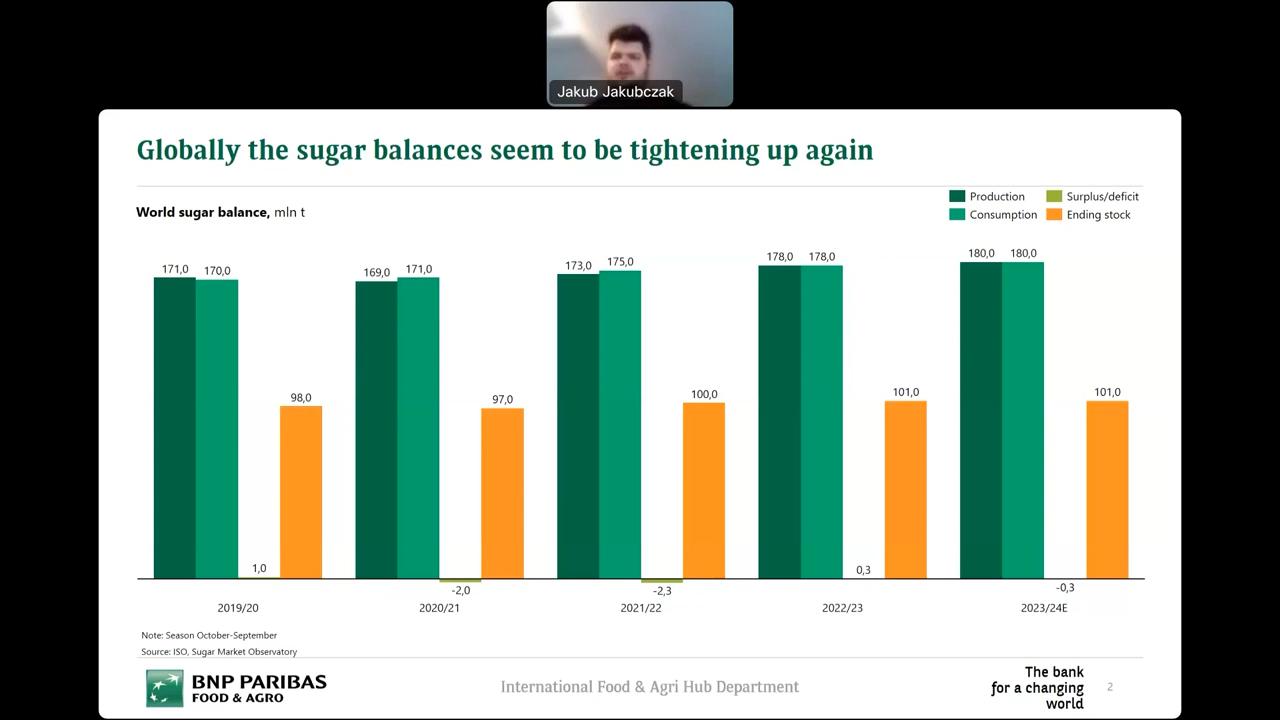 Jakub Jakubczak
Globally the sugar balances seem to be tightening up again
World sugar balance, mln t
Production
Surplus/deficit
Consumption
Ending stock
171,0
170,0
1,0
98,0
169,0
171,0
-2,0
97,0
173,0
175,0
-2,3
100,0
178,0
178,0
0,3
101,0
180,0
180,0
-0,3
101,0
2019/20
2020/21
2021/22
2022/23
2023/24E
Note: Season October-September
Source: ISO, Sugar Market Observatory
BNP PARIBAS
FOOD & AGRO
International Food & Agri Hub Department
The bank
for a changing
world
2